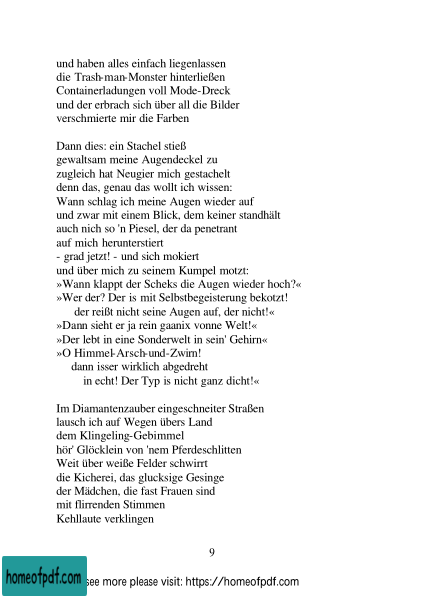 und haben alles einfach liegenlassen
die Trash-man-Monster hinterließen
Containerladungen voll Mode-Dreck
und der erbrach sich über all die Bilder
verschmierte mir die Farben
Dann dies: ein Stachel stieß
gewaltsam meine Augendeckel zu
zugleich hat Neugier mich gestachelt
denn das, genau das wollt ich wissen:
Wann schlag ich meine Augen wieder auf
und zwar mit einem Blick, dem keiner standhält
auch nich so 'n Piesel, der da penetrant
auf mich herunterstiert
- grad jetzt! - und sich mokiert
und über mich zu seinem Kumpel motzt:
»Wann klappt der Scheks die Augen wieder hoch?«
»Wer der? Der is mit Selbstbegeisterung bekotzt!
der reißt nicht seine Augen auf, der nicht!«
»Dann sieht er ja rein gaanix vonne Welt!«
»Der lebt in eine Sonderwelt in sein' Gehirn«
»O Himmel-Arsch-und-Zwirn!
dann isser wirklich abgedreht
in echt! Der Typ is nicht ganz dicht!«
Im Diamantenzauber eingeschneiter Straßen
lausch ich auf Wegen übers Land
dem Klingeling-Gebimmel
hör' Glöcklein von 'nem Pferdeschlitten
Weit über weiße Felder schwirrt
die Kicherei, das glucksige Gesinge
der Mädchen, die fast Frauen sind
mit flirrenden Stimmen
Kehllaute verklingen
9
homeofpdf.com see more please visit: https://homeofpdf.com